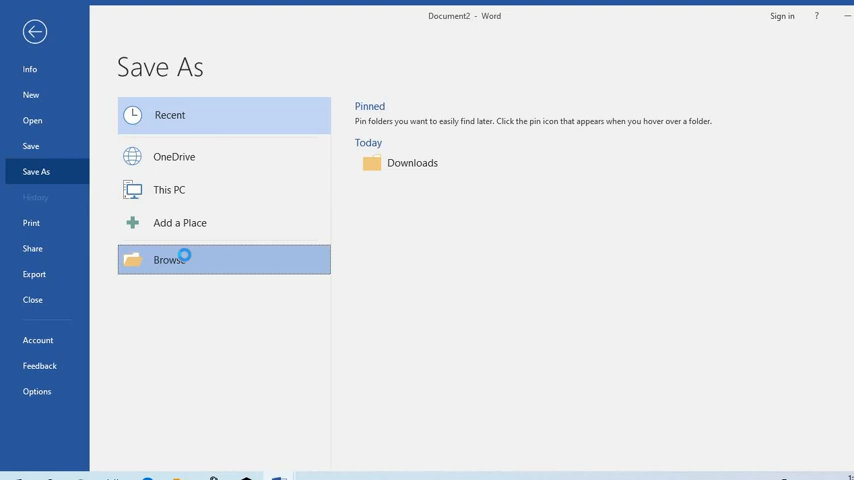 Document2 - Word
Sign in
?
Info
New
Open
Save
Save As
History
Print
Share
Export
Close
Account
Feedback
Options
Save As
Recent
OneDrive
This PC
Add a Place
Browse
Pinned
Pin folders you want to easily find later. Click the pin icon that appears when you hover over a folder.
Today
Downloads